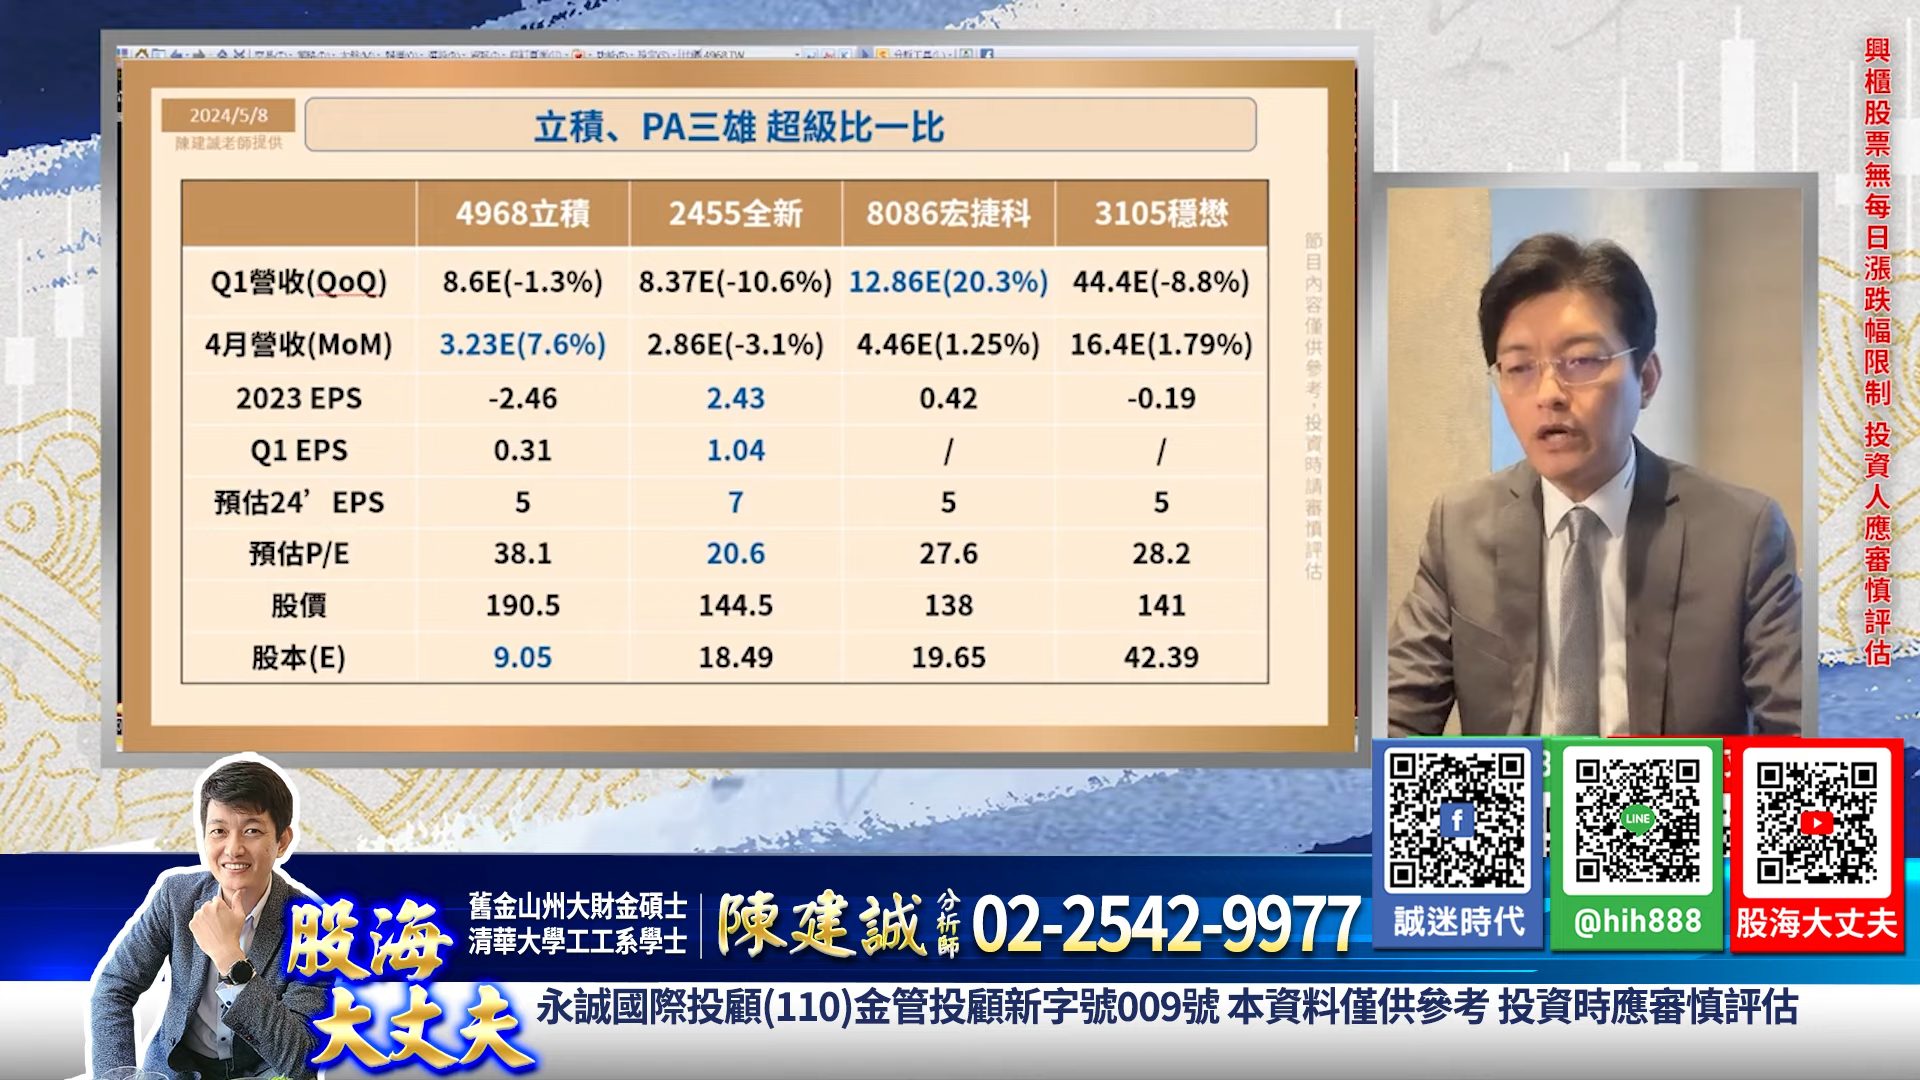 2024/5/8
陳建誠老師提供
立積、PA三雄 超級比一比
4968立積 2455全新 8086宏捷科 3105穩懋
Q1營收(QoQ) 8.6E(-1.3%) 8.37E(-10.6%) 12.86E(20.3%) 44.4E(-8.8%)
4月營收(MoM) 3.23E(7.6%) 2.86E(-3.1%) 4.46E(1.25%) 16.4E(1.79%)
2023 EPS -2.46 2.43 0.42 -0.19
Q1 EPS 0.31 1.04 / /
預估24’ EPS 5 7 5 5
預估P/E 38.1 20.6 27.6 28.2
股價 190.5 144.5 138 141
股本(E) 9.05 18.49 19.65 42.39
節目內容僅供參考，投資時請審慎評估
興櫃股票無每日漲跌幅限制 投資人應審慎評估
股海
大丈夫
舊金山州大財金碩士
清華大學工工系學士
陳建誠
分析師
02-2542-9977
LINE
誠迷時代
@hih888
股海大丈夫
永誠國際投顧(110)金管投顧新字號009號 本資料僅供參考 投資時應審慎評估